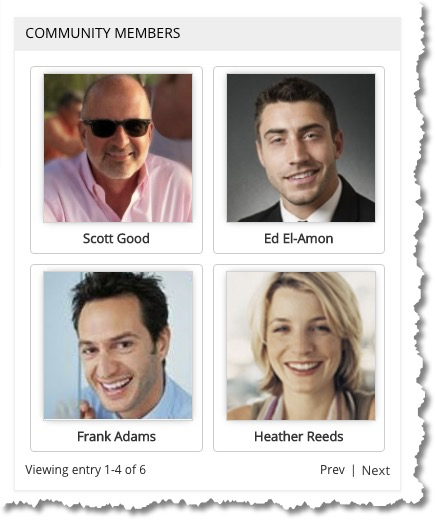 COMMUNITY MEMBERS
Scott Good
Ed El-Amon
Frank Adams
Heather Reeds
Viewing entry 1-4 of 6
Prev | Next